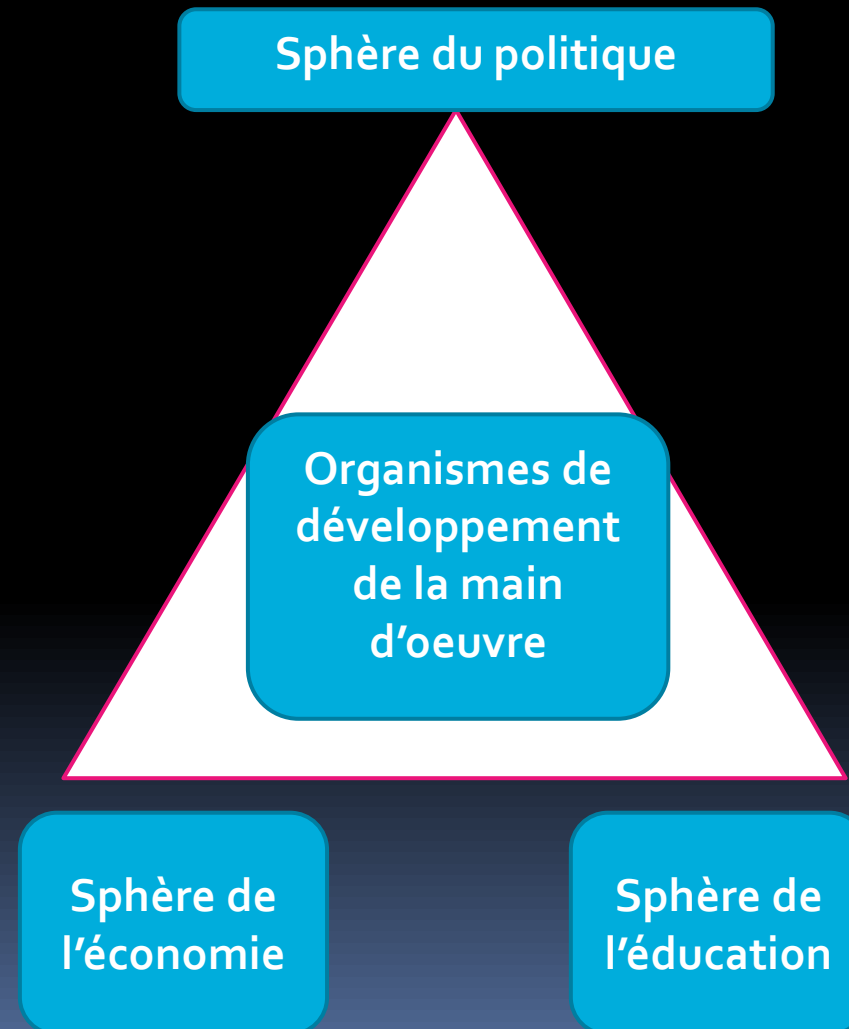 Sphère du politique
Organismes de
développement
de la main
d'oeuvre
Sphère de
l'économie
Sphère de
l'éducation